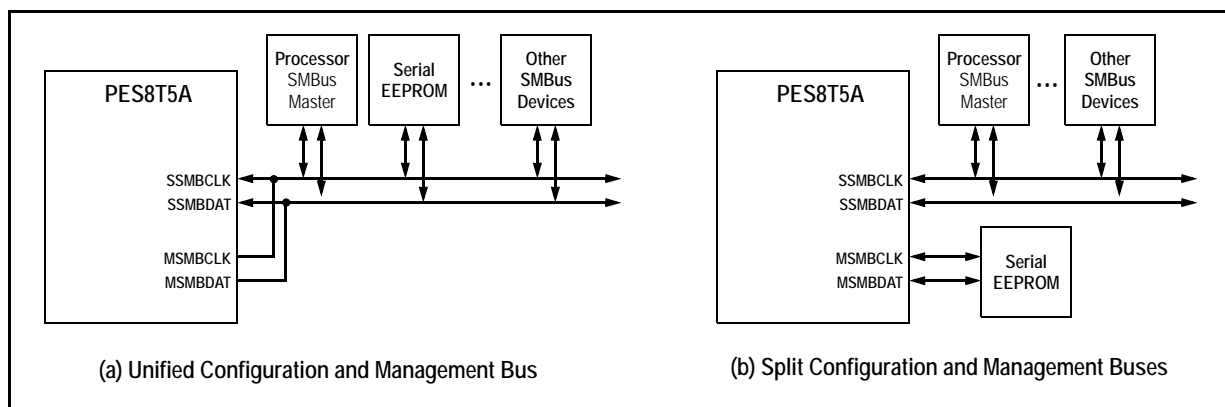 PES8T5A
Processor
SMBus
Master
Serial
EEPROM
...
Other
SMBus
Devices
SSMBCLK
SSMBDAT
MSMBCLK
MSMBDAT
(a) Unified Configuration and Management Bus
PES8T5A
Processor
SMBus
Master
...
Other
SMBus
Devices
SSMBCLK
SSMBDAT
MSMBCLK
MSMBDAT
Serial
EEPROM
(b) Split Configuration and Management Buses